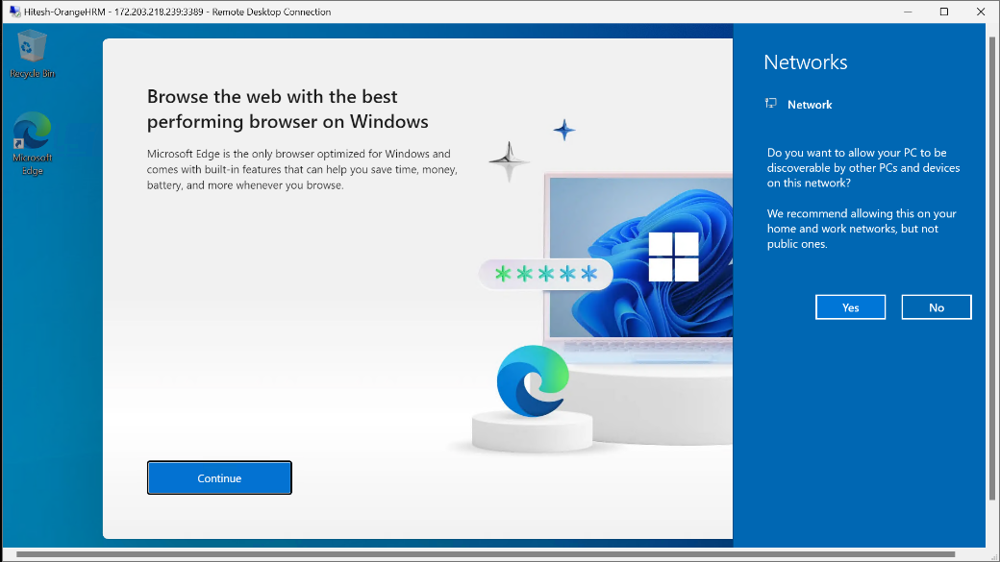 Hitesh-OrangeHRM - 172.203.218.239:3389 - Remote Desktop Connection
Recycle Bin
Microsoft
Edge
Browse the web with the best
performing browser on Windows
Microsoft Edge is the only browser optimized for Windows and
comes with built-in features that can help you save time, money,
battery, and more whenever you browse.
Continue
Networks
Network
Do you want to allow your PC to be
discoverable by other PCs and devices
on this network?
We recommend allowing this on your
home and work networks, but not
public ones.
Yes
No